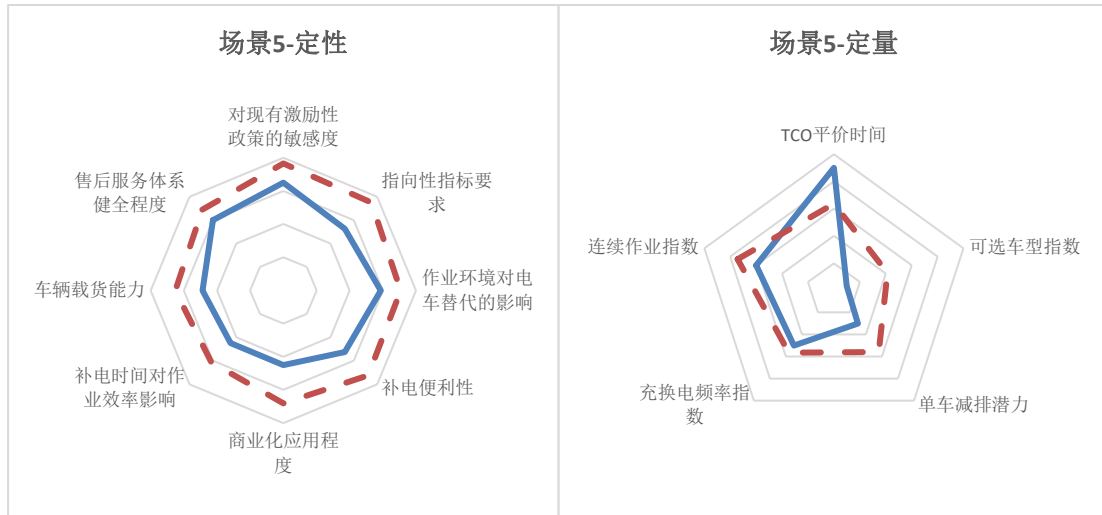 场景5-定性
对现有激励性
政策的敏感度
售后服务体系
健全程度
指向性指标要
求
车辆载货能力
作业环境对电
车替代的影响
补电时间对作
业效率影响
补电便利性
商业化应用程
度
场景5-定量
TCO平价时间
连续作业指数
可选车型指数
充换电频率指
数
单车减排潜力